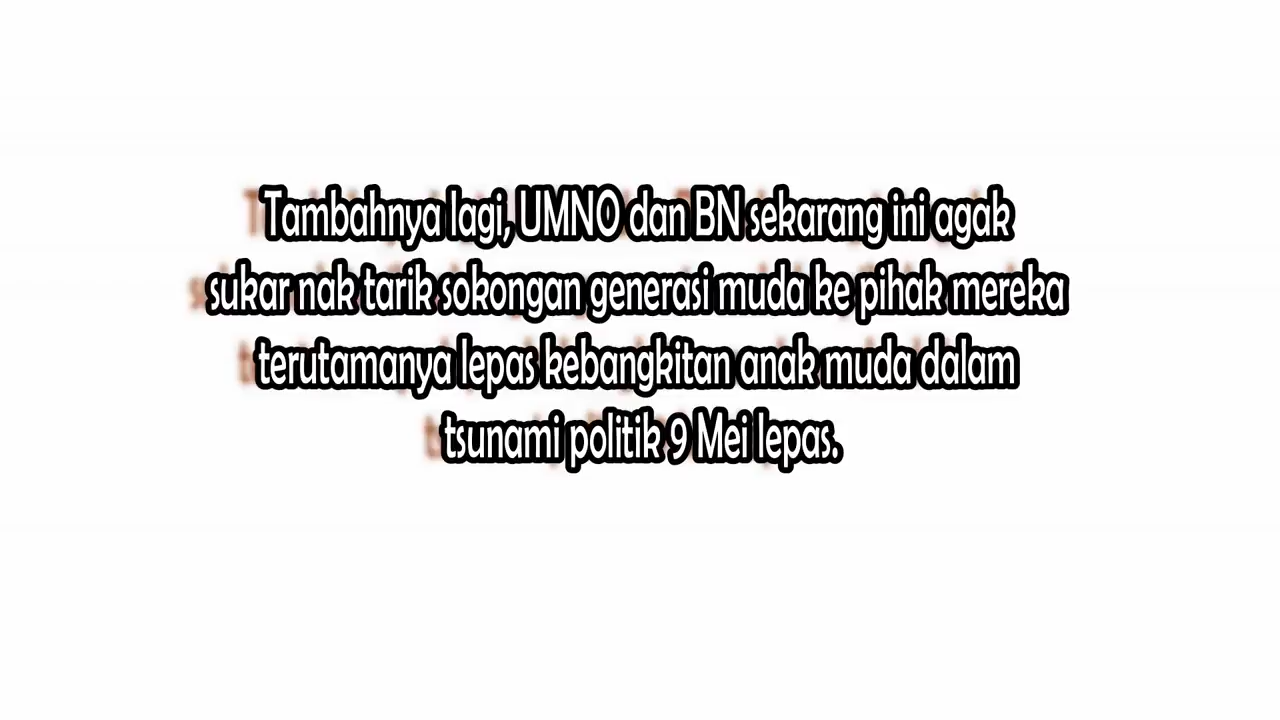 Tambahnya lagi, UMNO dan BN sekarang ini agak
sukar nak tarik sokongan generasi muda ke pihak mereka
terutamanya lepas kebangkitan anak muda dalam
tsunami politik 9 Mei lepas.